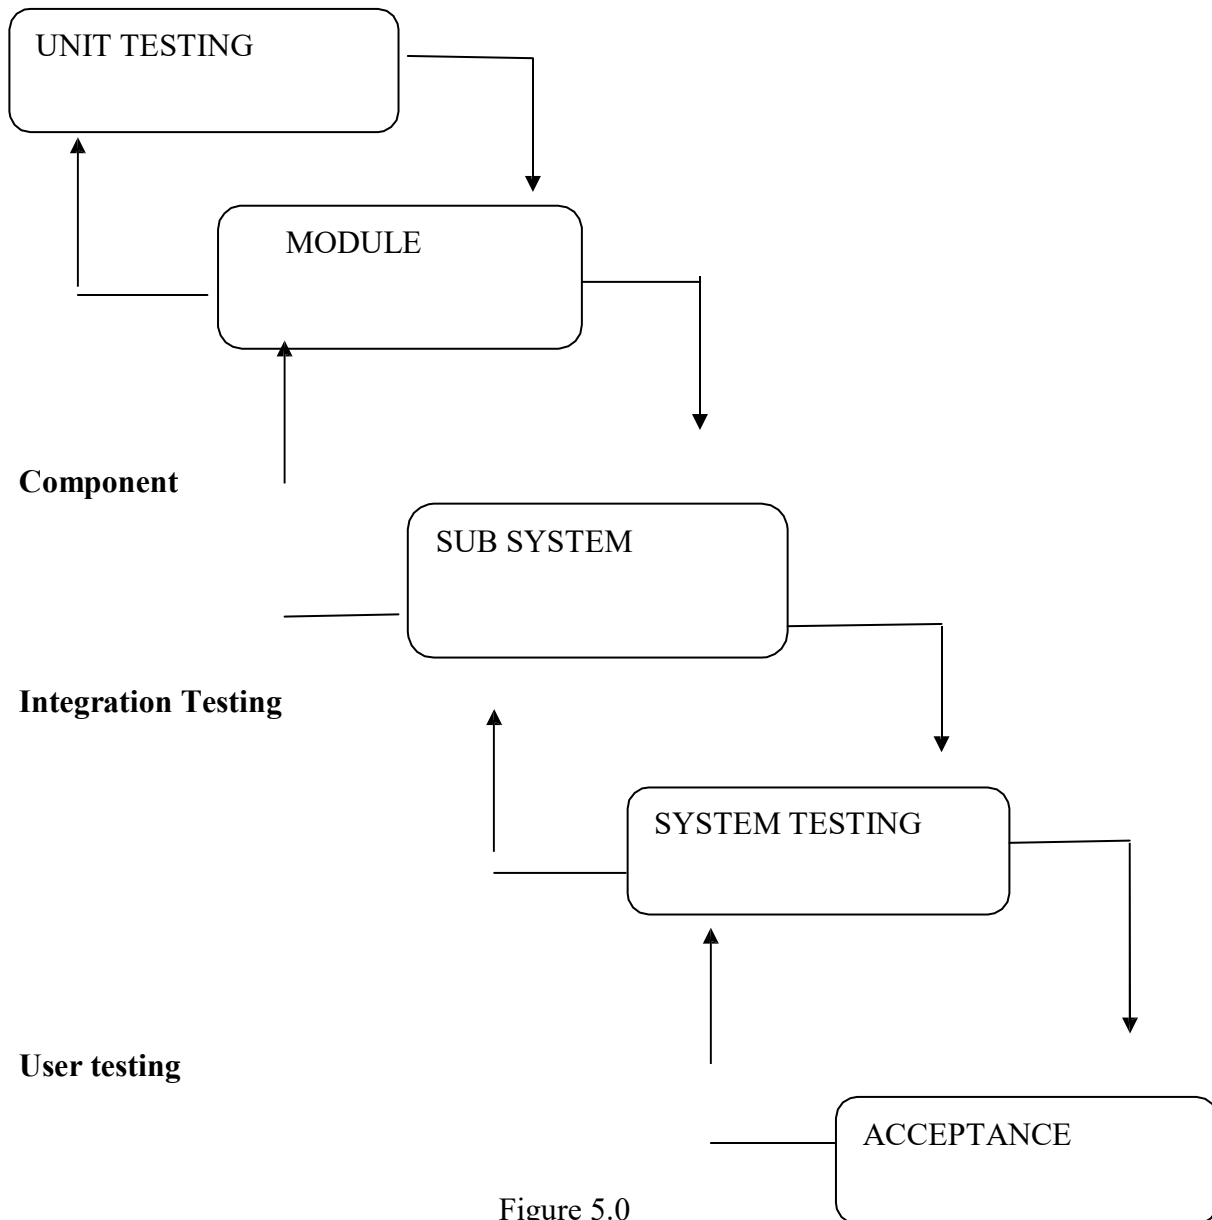 UNIT TESTING
MODULE
Component
SUB SYSTEM
Integration Testing
SYSTEM TESTING
User testing
ACCEPTANCE
Figure 5.0